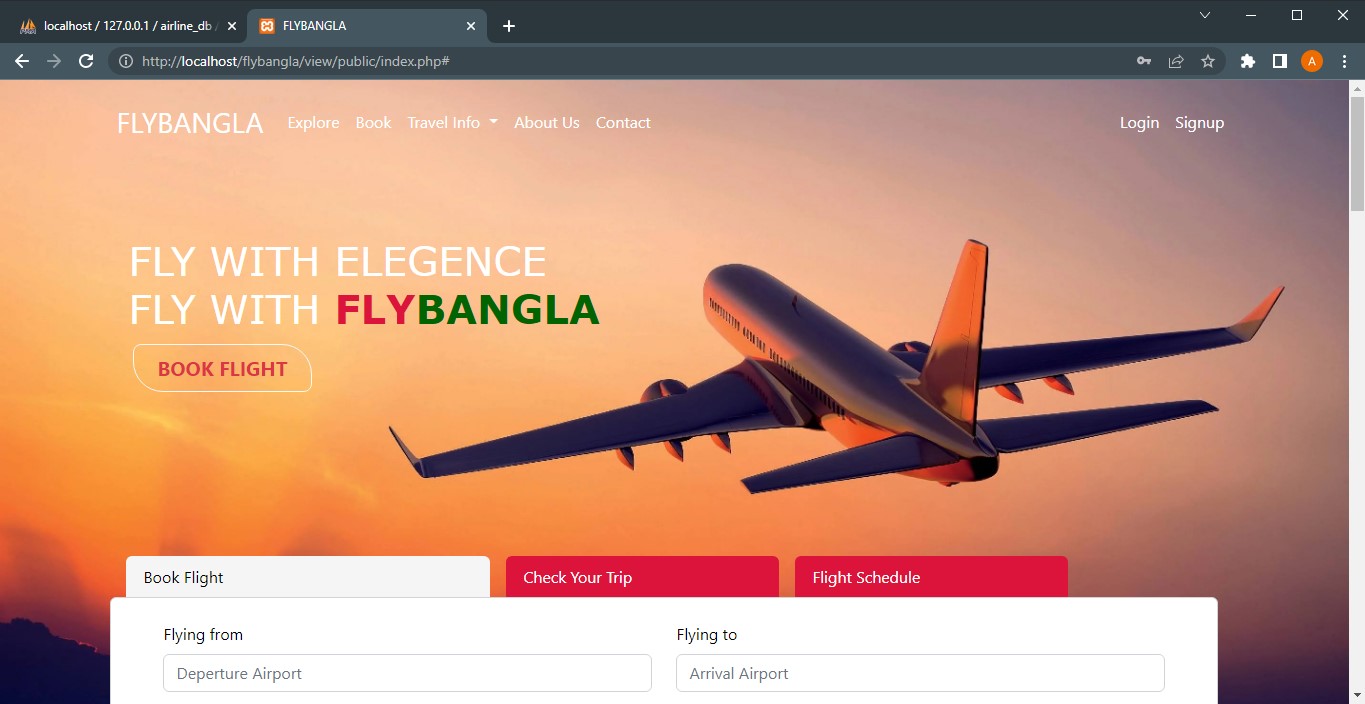 localhost / 127.0.0.1 / airline_db /
FLYBANGLA
http://localhost/flybangla/view/public/index.php#
A
FLYBANGLA Explore Book Travel Info About Us Contact Login Signup
FLY WITH ELEGENCE
FLY WITH FLYBANGLA
BOOK FLIGHT
Book Flight Check Your Trip Flight Schedule
Flying from Flying to
Deperture Airport Arrival Airport